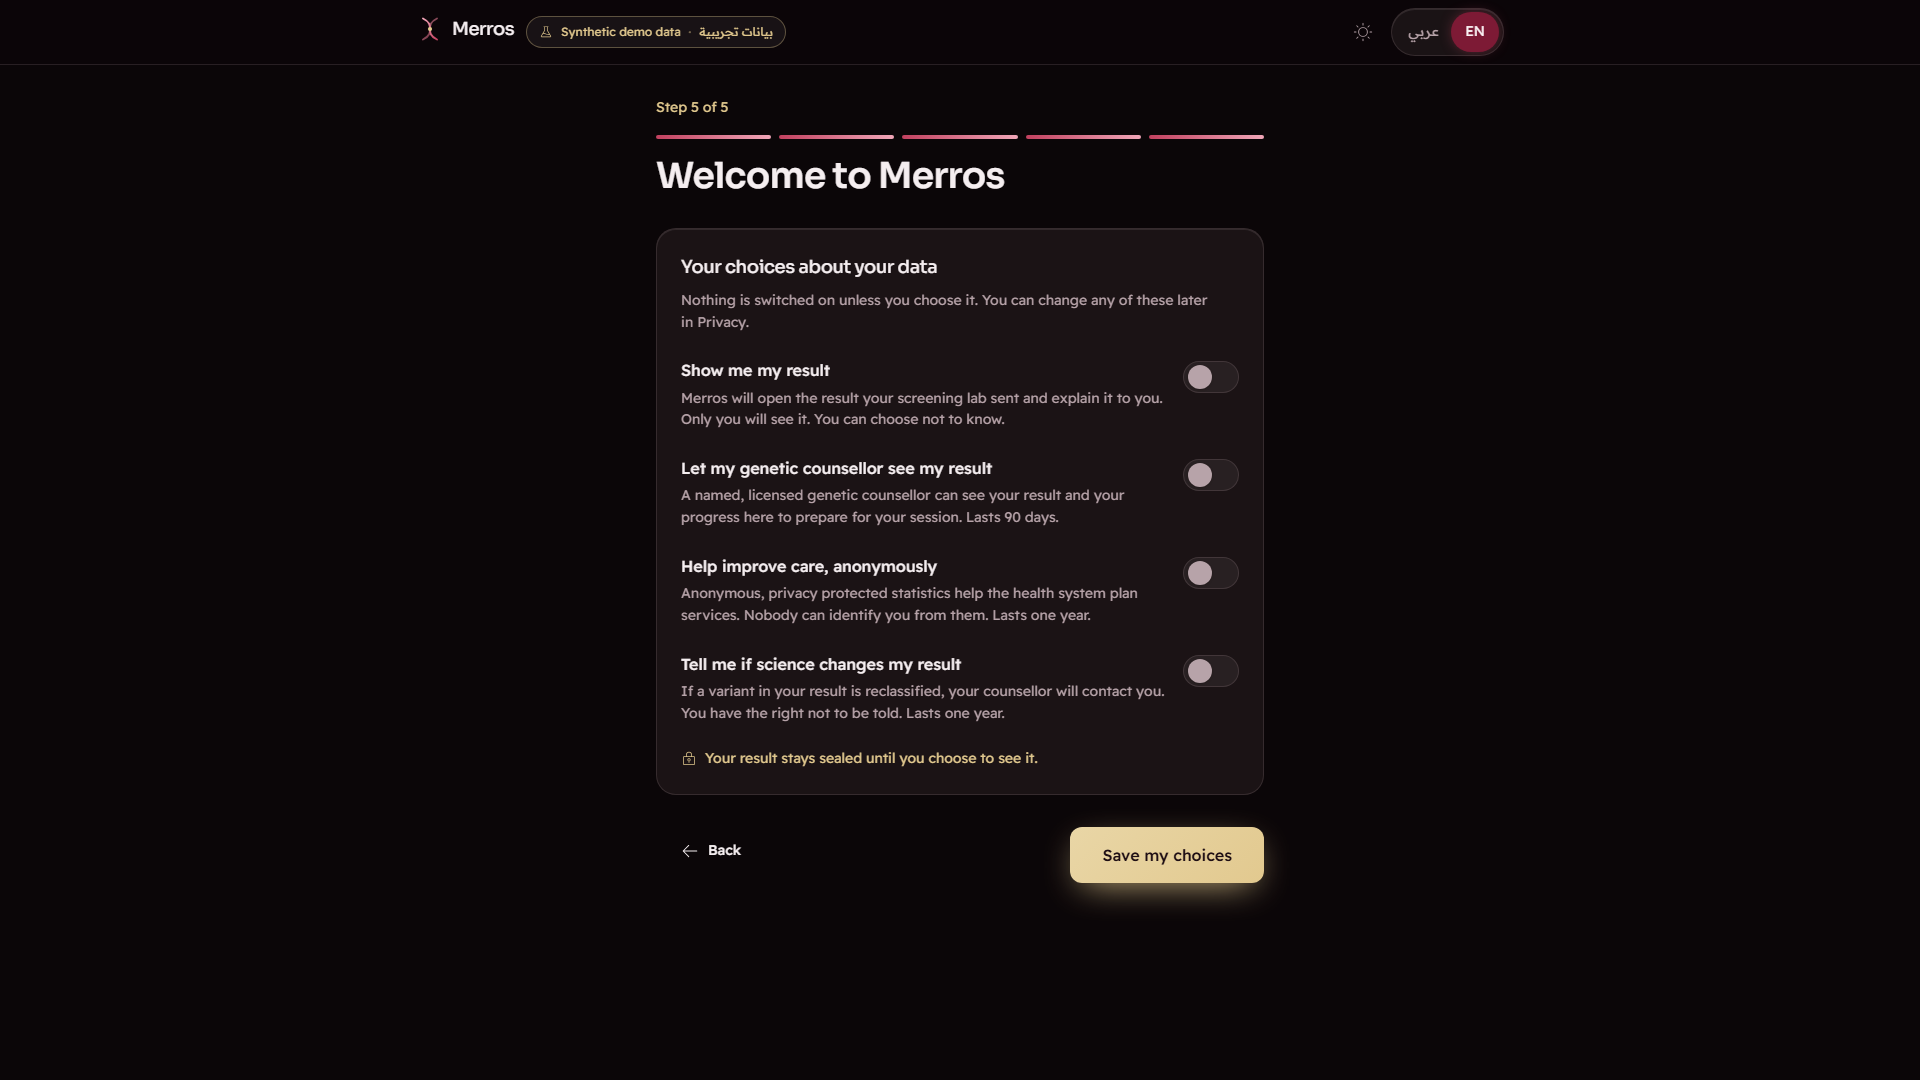 Merros
Synthetic demo data · بيانات تجريبية
عربي
EN
Step 5 of 5
Welcome to Merros
Your choices about your data
Nothing is switched on unless you choose it. You can change any of these later
in Privacy.
Show me my result
Merros will open the result your screening lab sent and explain it to you.
Only you will see it. You can choose not to know.
Let my genetic counsellor see my result
A named, licensed genetic counsellor can see your result and your
progress here to prepare for your session. Lasts 90 days.
Help improve care, anonymously
Anonymous, privacy protected statistics help the health system plan
services. Nobody can identify you from them. Lasts one year.
Tell me if science changes my result
If a variant in your result is reclassified, your counsellor will contact you.
You have the right not to be told. Lasts one year.
Your result stays sealed until you choose to see it.
Back
Save my choices